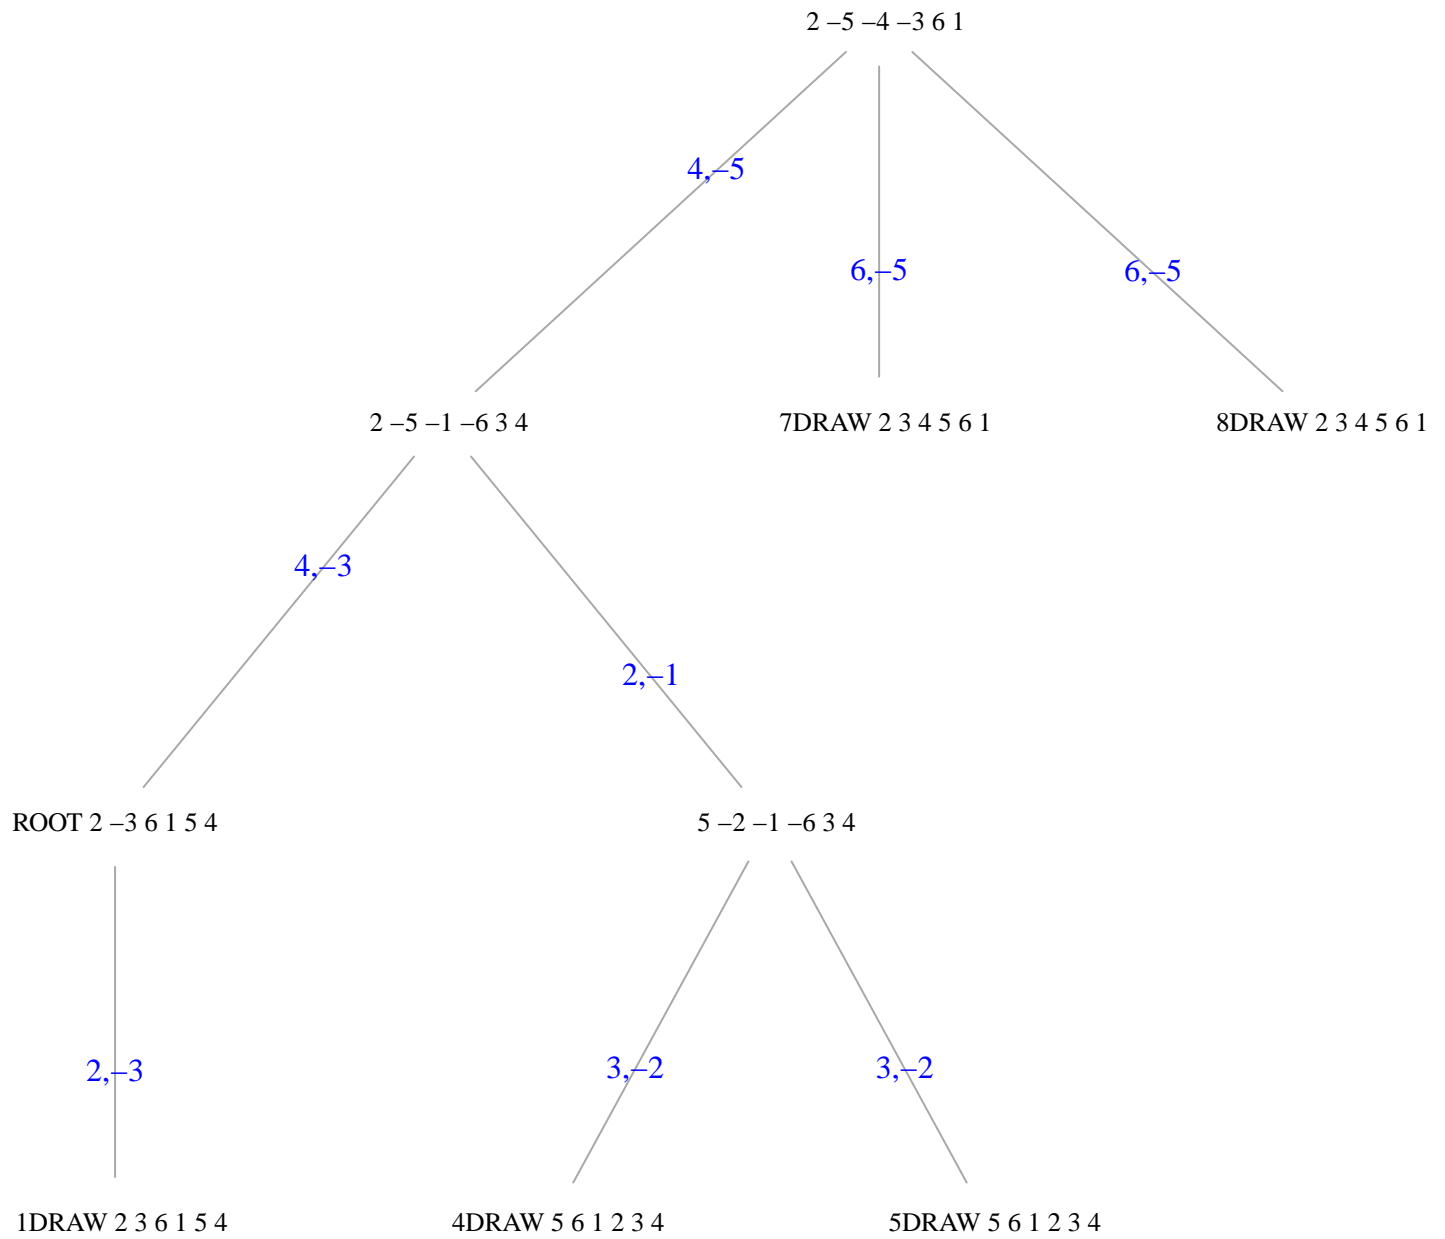 2 –5 –4 –3 6 1
4,–5
6,–5
6,–5
2 –5 –1 –6 3 4
7DRAW 2 3 4 5 6 1
8DRAW 2 3 4 5 6 1
4,–3
2,–1
ROOT 2 –3 6 1 5 4
5 –2 –1 –6 3 4
2,–3
3,–2
3,–2
1DRAW 2 3 6 1 5 4
4DRAW 5 6 1 2 3 4
5DRAW 5 6 1 2 3 4